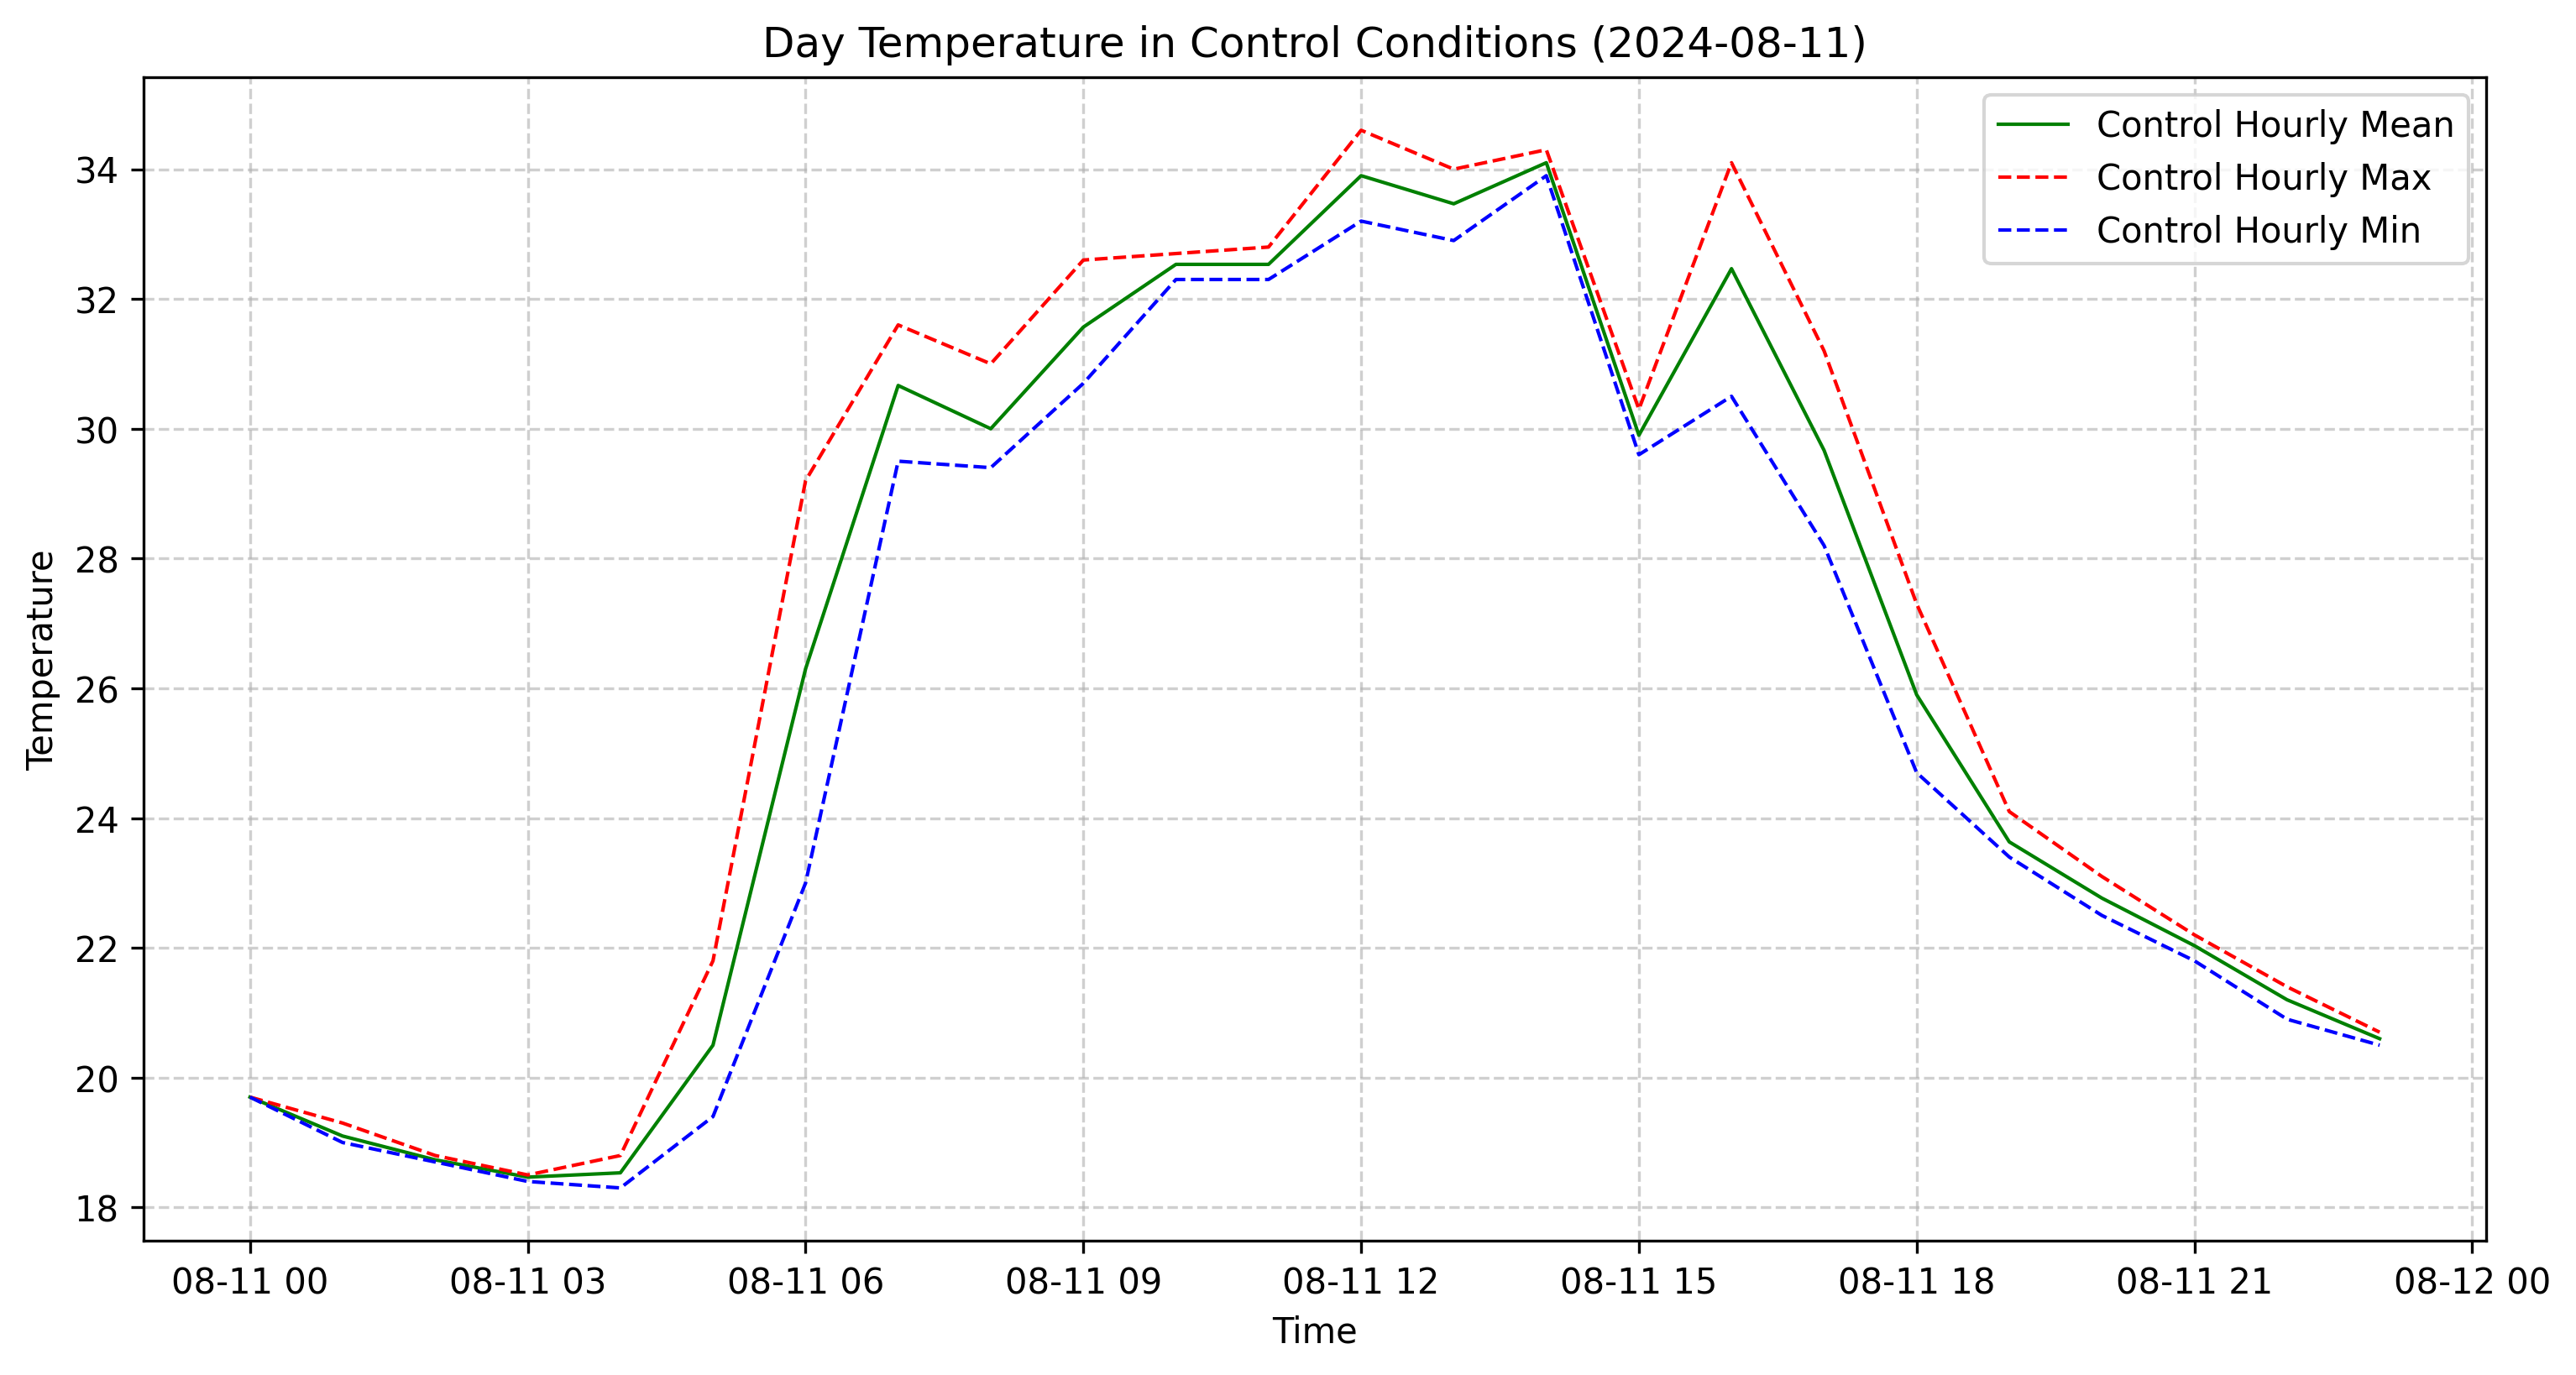 Day Temperature in Control Conditions (2024-08-11)
Control Hourly Mean
Control Hourly Max
Control Hourly Min
Temperature
34
32
30
28
26
24
22
20
18
08-11 00 08-11 03 08-11 06 08-11 09 08-11 12 08-11 15 08-11 18 08-11 21 08-12 00
Time